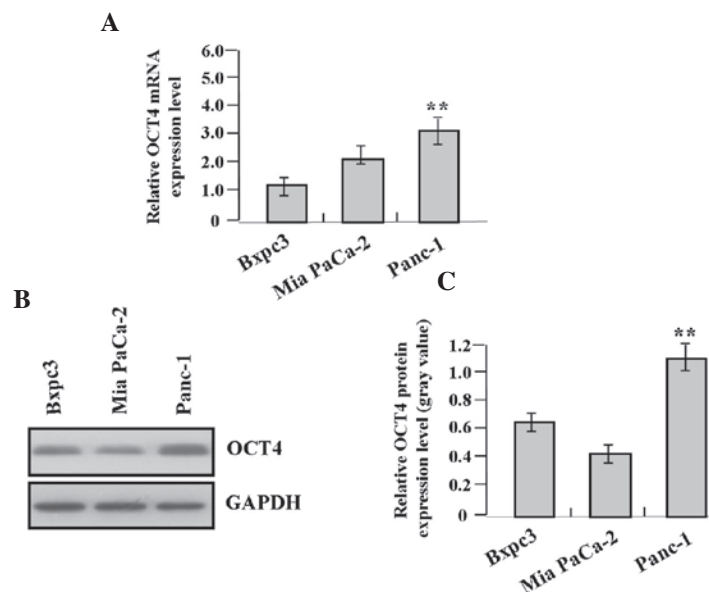 A
Relative OCT4 mRNA
expression level
6.0
5.0
4.0
3.0
2.0
1.0
0
**
Bxpc3
Mia PaCa-2
Panc-1
B
Bxpc3
Mia PaCa-2
Panc-1
OCT4
GAPDH
C
Relative OCT4 protein
expression level (gray value)
1.2
1.0
0.8
0.6
0.4
0.2
0
**
Bxpc3
Mia PaCa-2
Panc-1